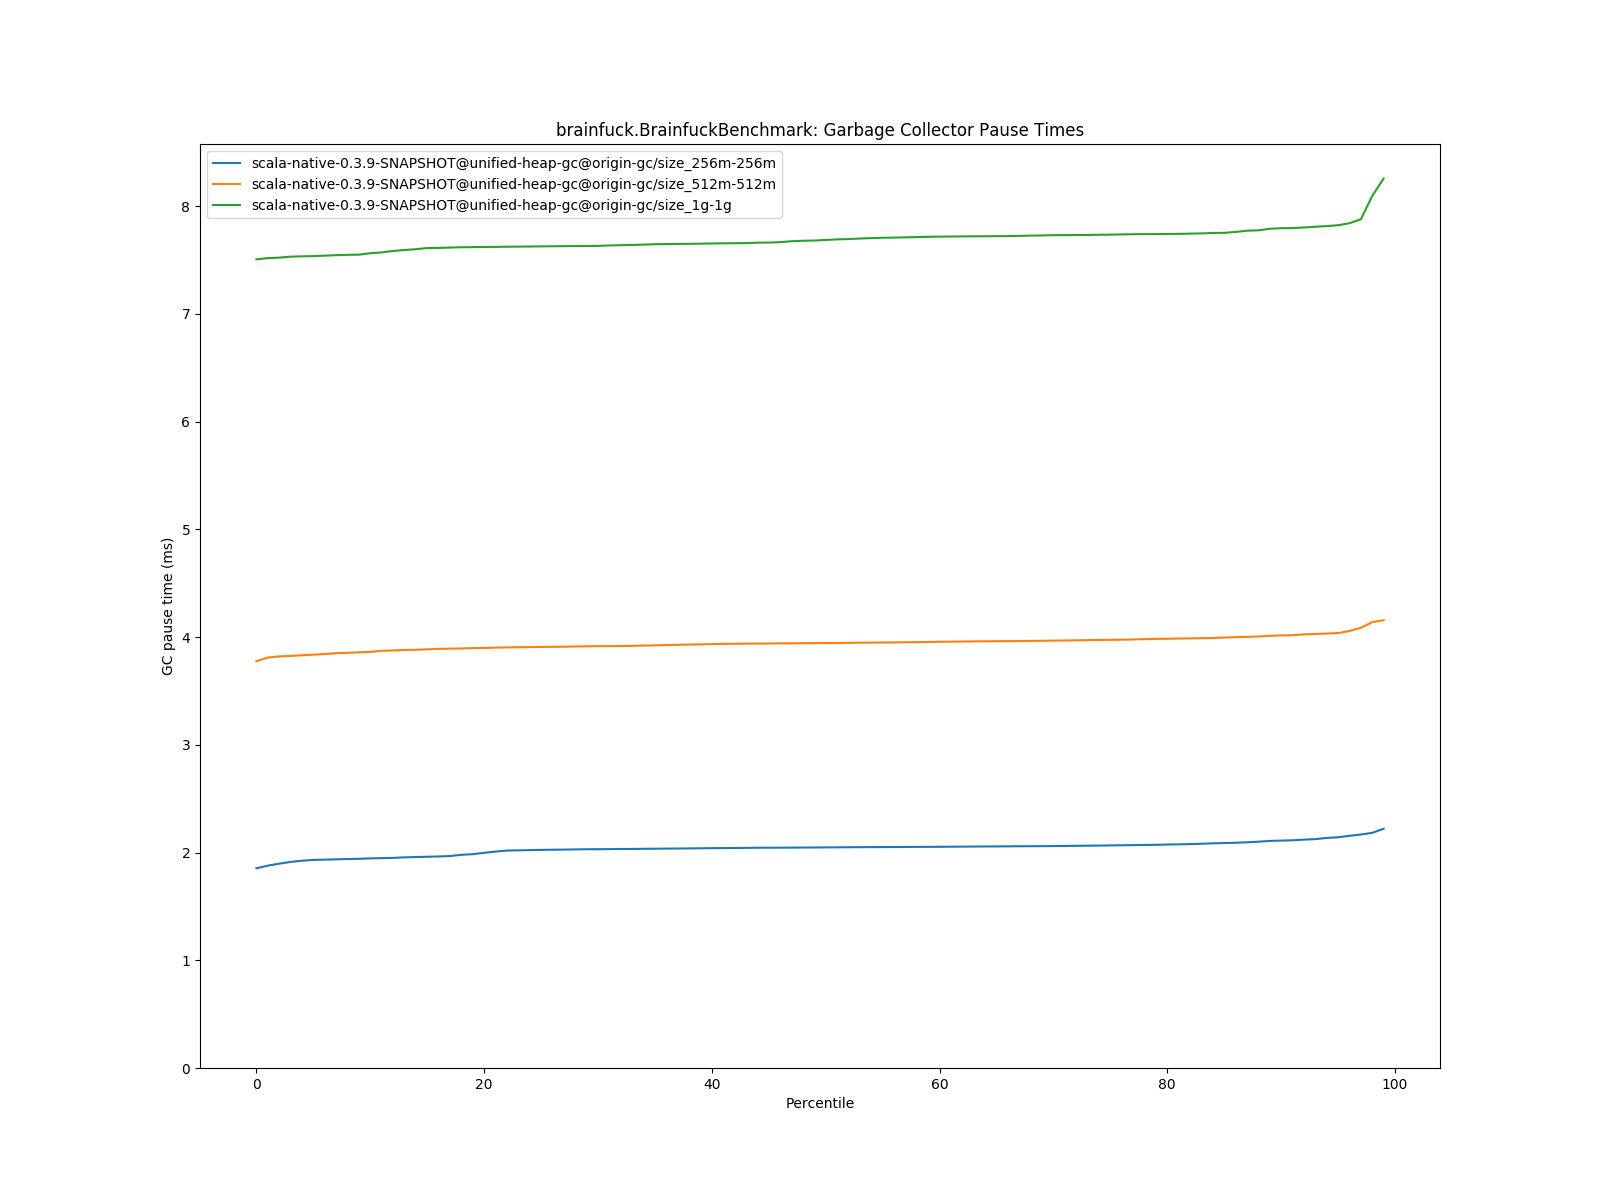 brainfuck.BrainfuckBenchmark: Garbage Collector Pause Times
scala-native-0.3.9-SNAPSHOT@unified-heap-gc@origin-gc/size_256m-256m
scala-native-0.3.9-SNAPSHOT@unified-heap-gc@origin-gc/size_512m-512m
scala-native-0.3.9-SNAPSHOT@unified-heap-gc@origin-gc/size_1g-1g
8
7
6
5
4
3
2
1
0
GC pause time (ms)
0 20 40 60 80 100
Percentile